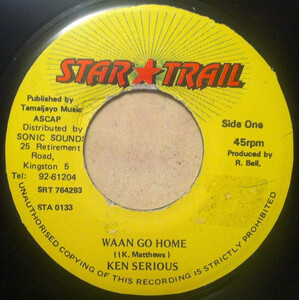 STAR★TRAIL
Published by
Tamaijayo Music
ASCAP
Distributed by
SONIC SOUNDS
25 Retirement
Road,
Kingston 5
Tel: 92-61204
SRT 764293
STA 0133
Side One
45rpm
Produced by
R. Bell,
WAAN GO HOME
(1K. Matthews)
KEN SERIOUS
UNAUTHORISED COPYING OF THIS RECORDING IS STRICTLY PROHIBITED